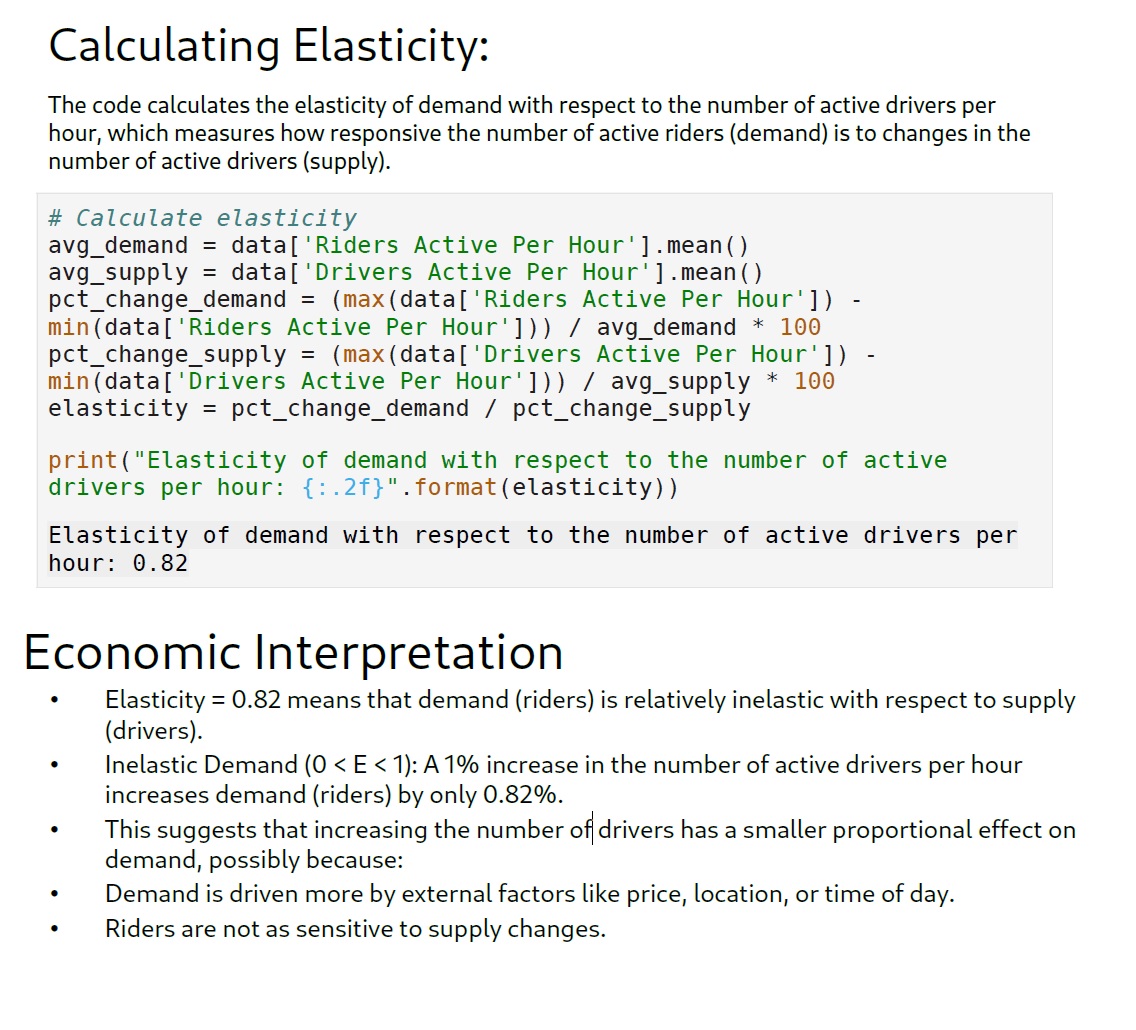 Calculating Elasticity:
The code calculates the elasticity of demand with respect to the number of active drivers per
hour, which measures how responsive the number of active riders (demand) is to changes in the
number of active drivers (supply).
# Calculate elasticity
avg_demand = data['Riders Active Per Hour'].mean()
avg_supply = data['Drivers Active Per Hour'].mean()
pct_change_demand = (max(data['Riders Active Per Hour']) -
min(data['Riders Active Per Hour'])) / avg_demand * 100
pct_change_supply = (max(data['Drivers Active Per Hour']) -
min(data['Drivers Active Per Hour'])) / avg_supply * 100
elasticity = pct_change_demand / pct_change_supply
print("Elasticity of demand with respect to the number of active
drivers per hour: {:.2f}".format(elasticity))
Elasticity of demand with respect to the number of active drivers per
hour: 0.82
Economic Interpretation
• Elasticity = 0.82 means that demand (riders) is relatively inelastic with respect to supply
(drivers).
• Inelastic Demand (0 < E < 1): A 1% increase in the number of active drivers per hour
increases demand (riders) by only 0.82%.
• This suggests that increasing the number of drivers has a smaller proportional effect on
demand, possibly because:
• Demand is driven more by external factors like price, location, or time of day.
• Riders are not as sensitive to supply changes.